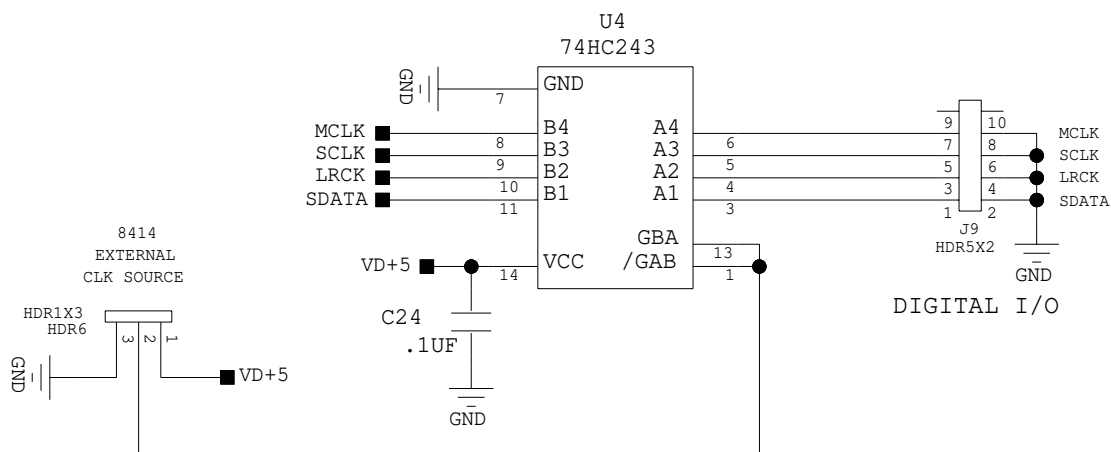 U4
74HC243
GND
7
GND
MCLK
8
B4
A4
6
9
10
MCLK
SCLK
9
B3
A3
5
7
8
SCLK
LRCK
10
B2
A2
4
5
6
LRCK
SDATA
11
B1
A1
3
3
4
SDATA
1
2
J9
HDR5X2
GND
DIGITAL I/O
GBA
13
/GAB
1
VD+5
14
VCC
C24
.1UF
GND
8414
EXTERNAL
CLK SOURCE
HDR1X3
HDR6
3
2
1
GND
VD+5